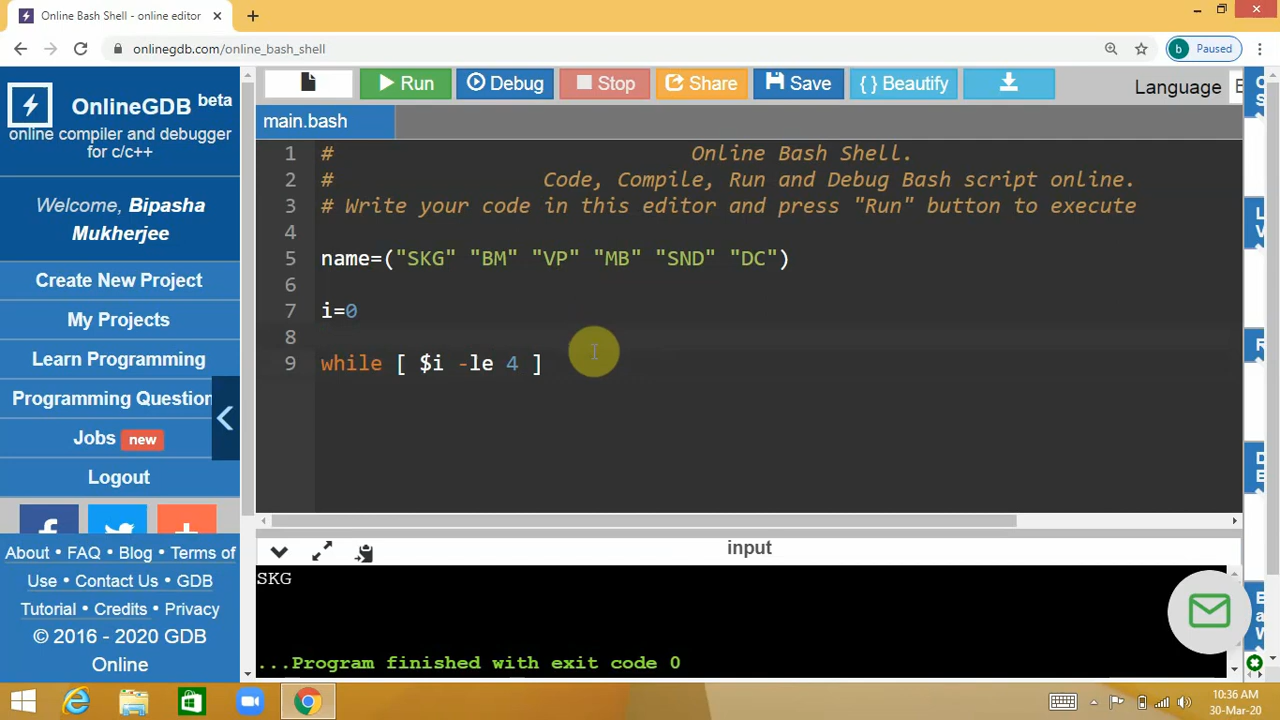 Online Bash Shell - online editor
onlinegdb.com/online_bash_shell
b Paused
OnlineGDB beta
online compiler and debugger
for c/c++
Welcome, Bipasha
Mukherjee
Create New Project
My Projects
Learn Programming
Programming Question
Jobs new
Logout
About • FAQ • Blog • Terms of
Use • Contact Us • GDB
Tutorial • Credits • Privacy
© 2016 - 2020 GDB
Online
Run Debug Stop Share Save { } Beautify Language
main.bash
1 # Online Bash Shell.
2 # Code, Compile, Run and Debug Bash script online.
3 # Write your code in this editor and press "Run" button to execute
4
5 name=("SKG" "BM" "VP" "MB" "SND" "DC")
6
7 i=0
8
9 while [ $i -le 4 ]
input
SKG
...Program finished with exit code 0
10:36 AM
30-Mar-20